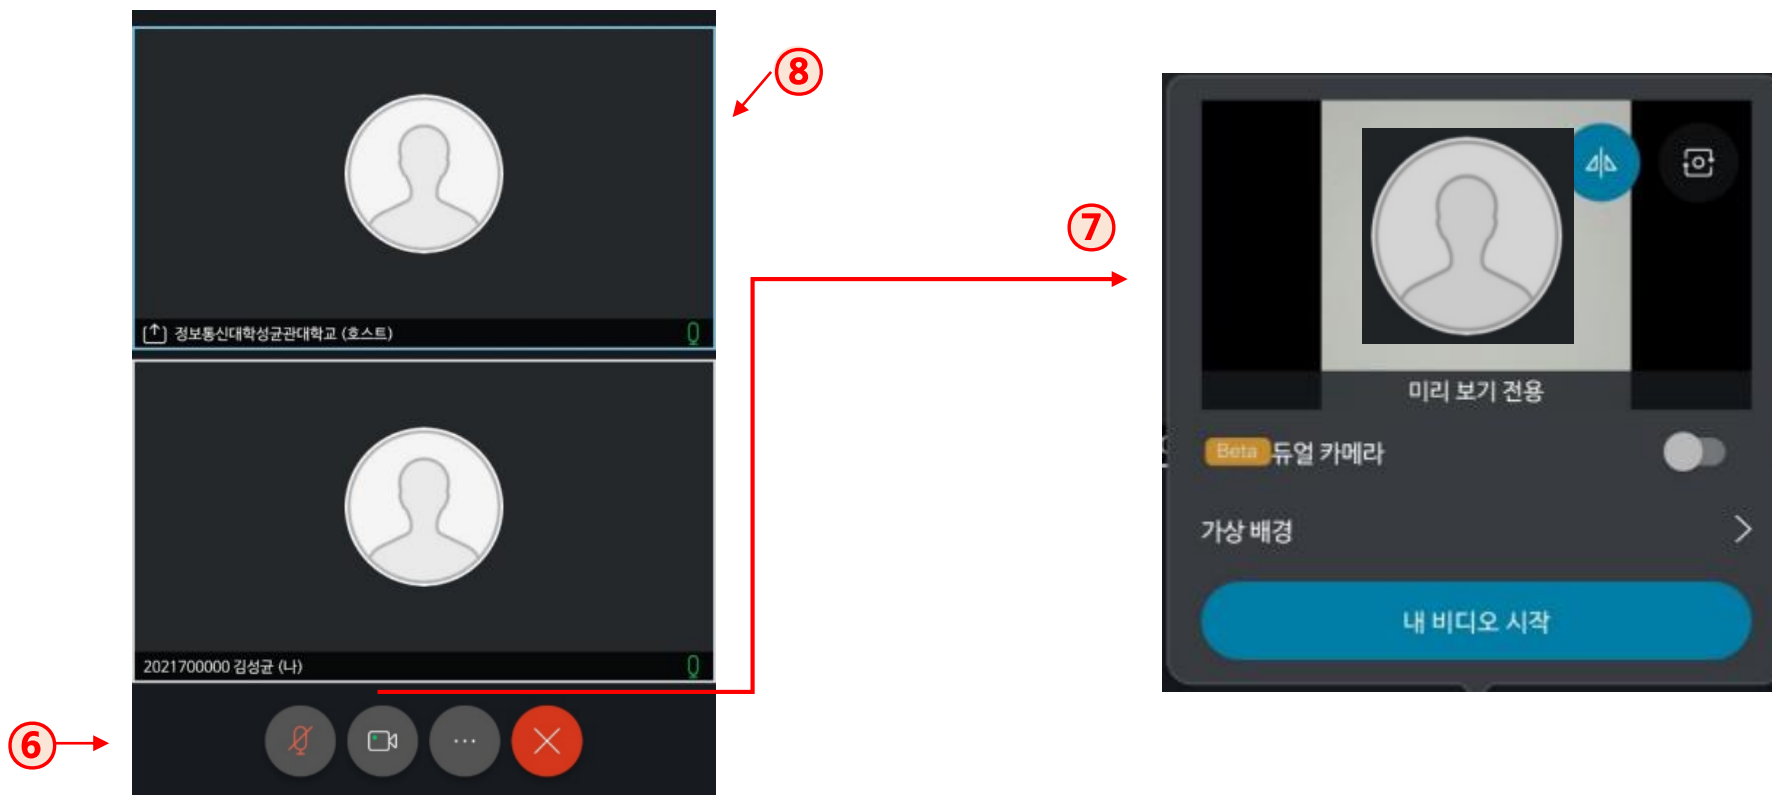 ⑧
정보통신대학성균관대학교 (호스트)
2021700000 김성균 (나)
⑥
⑦
미리 보기 전용
Beta 듀얼 카메라
가상 배경
내 비디오 시작